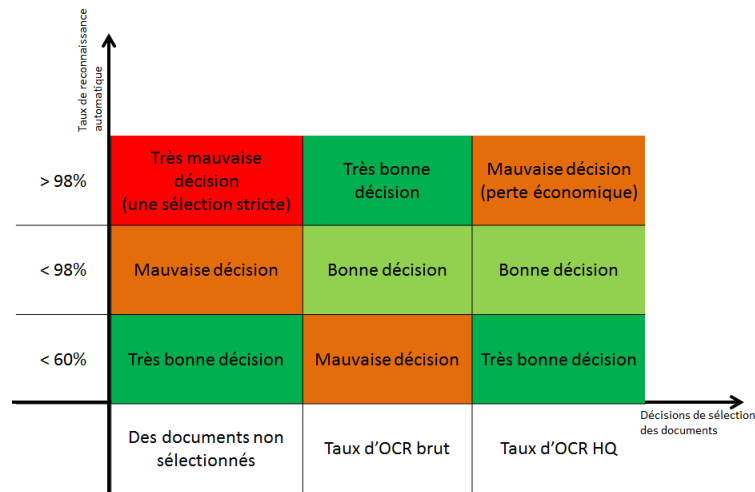 Taux de reconnaissance
automatique
> 98%
Très mauvaise
décision
(une sélection stricte)
Très bonne
décision
Mauvaise décision
(perte économique)
< 98%
Mauvaise décision
Bonne décision
Bonne décision
< 60%
Très bonne décision
Mauvaise décision
Très bonne décision
Décisions de sélection
des documents
Des documents non
sélectionnés
Taux d'OCR brut
Taux d'OCR HQ